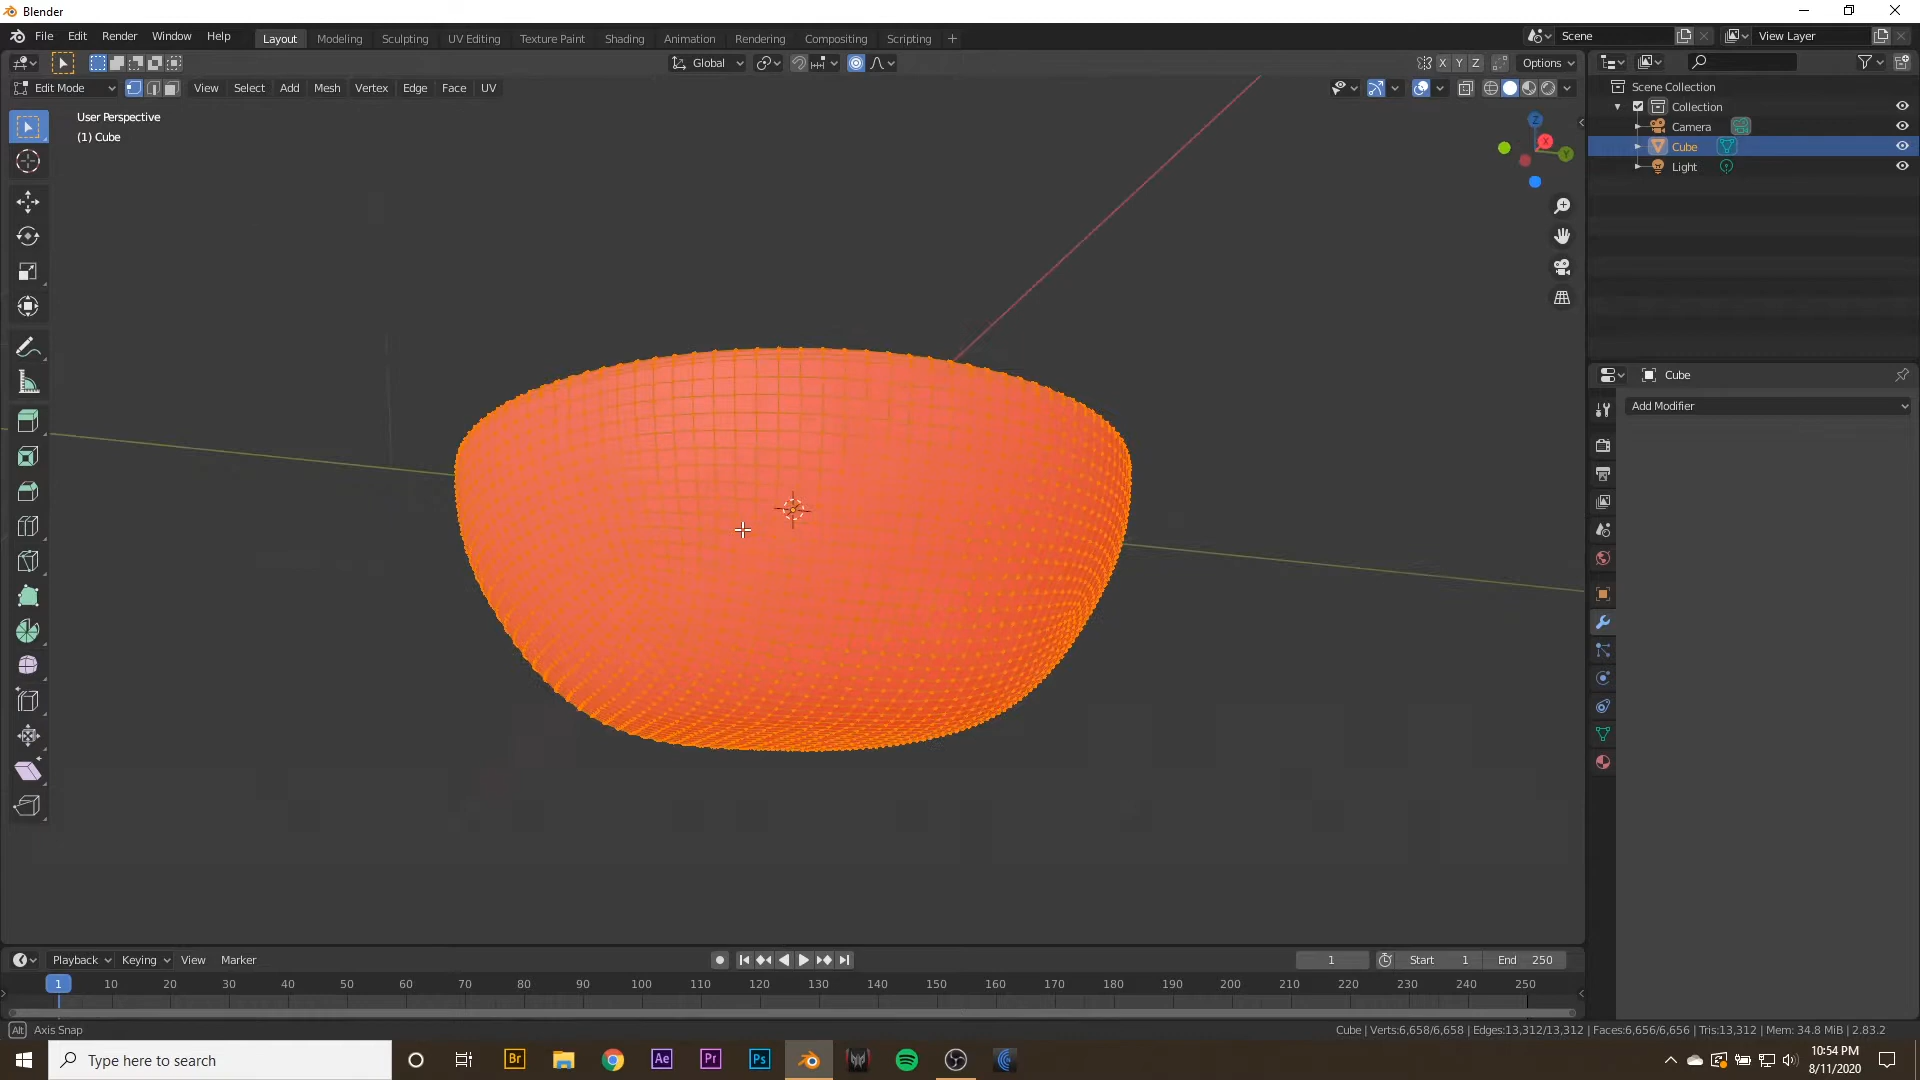 Blender
File Edit Render Window Help
Layout Modeling Sculpting UV Editing Texture Paint Shading Animation Rendering Compositing Scripting +
Scene
View Layer
Global
X Y Z
Options
Edit Mode
View Select Add Mesh Vertex Edge Face UV
User Perspective
(1) Cube
Z
X
Y
Scene Collection
Collection
Camera
Cube
Light
Cube
Add Modifier
Playback Keying View Marker
1
Start 1
End 250
1 10 20 30 40 50 60 70 80 90 100 110 120 130 140 150 160 170 180 190 200 210 220 230 240 250
Alt Axis Snap
Cube | Verts:6,658/6,658 | Edges:13,312/13,312 | Faces:6,656/6,656 | Tris:13,312 | Mem: 34.8 MiB | 2.83.2
Type here to search
Br
Ae
Pr
Ps
10:54 PM
8/11/2020